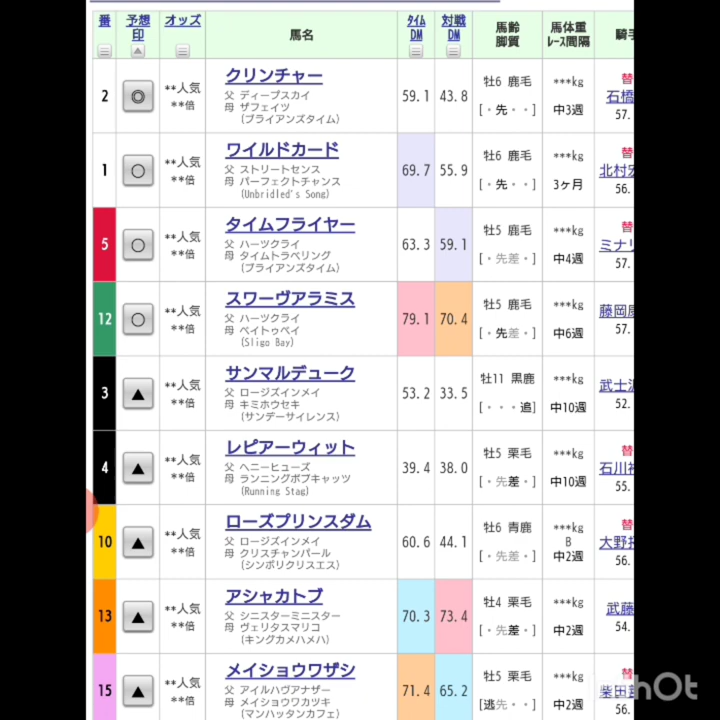 番 予想印 オッズ 馬名 ﾀｲﾑDM 対戦DM 馬齢脚質 馬体重ﾚｰｽ間隔 騎手
2 ◎ **人気 **倍 クリンチャー 59.1 43.8 牡6 鹿毛 ***kg 替
父 ディープスカイ 石橋
母 ザフェイツ [・先・・] 中3週 57.
(ブライアンズタイム)
1 ○ **人気 **倍 ワイルドカード 69.7 55.9 牡6 鹿毛 ***kg 替
父 ストリートセンス 北村宏
母 パーフェクトチャンス [・先・・] 3ヶ月 56.
(Unbridled's Song)
5 ○ **人気 **倍 タイムフライヤー 63.3 59.1 牡5 鹿毛 ***kg 替
父 ハーツクライ ミナリ
母 タイムトラベリング [・先差・] 中4週 57.
(ブライアンズタイム)
12 ○ **人気 **倍 スワーヴアラミス 79.1 70.4 牡5 鹿毛 ***kg
父 ハーツクライ 藤岡
母 ベイトゥベイ [・先差・] 中6週 57.
(Sligo Bay)
3 ▲ **人気 **倍 サンマルデューク 53.2 33.5 牡11 黒鹿 ***kg
父 ロージズインメイ 武士
母 キミホウセキ [・・・追] 中10週 52.
(サンデーサイレンス)
4 ▲ **人気 **倍 レピアーウィット 39.4 38.0 牡5 栗毛 ***kg 替
父 ヘニーヒューズ 石川
母 ランニングボブキャッツ [・先差・] 中10週 55.
(Running Stag)
10 ▲ **人気 **倍 ローズプリンスダム 60.6 44.1 牡6 青鹿 ***kg 替
父 ロージズインメイ B 大野
母 クリスチャンパール [・先差・] 中2週 56.
(シンボリクリスエス)
13 ▲ **人気 **倍 アシャカトブ 70.3 73.4 牡4 栗毛 ***kg
父 シニスターミニスター 武藤
母 ヴェリタスマリコ [・先差・] 中2週 54.
(キングカメハメハ)
15 ▲ **人気 **倍 メイショウワザシ 71.4 65.2 牡5 栗毛 ***kg 替
父 アイルハヴアナザー 柴田
母 メイショウワカツキ [逃先・・] 中2週 56.
(マンハッタンカフェ)